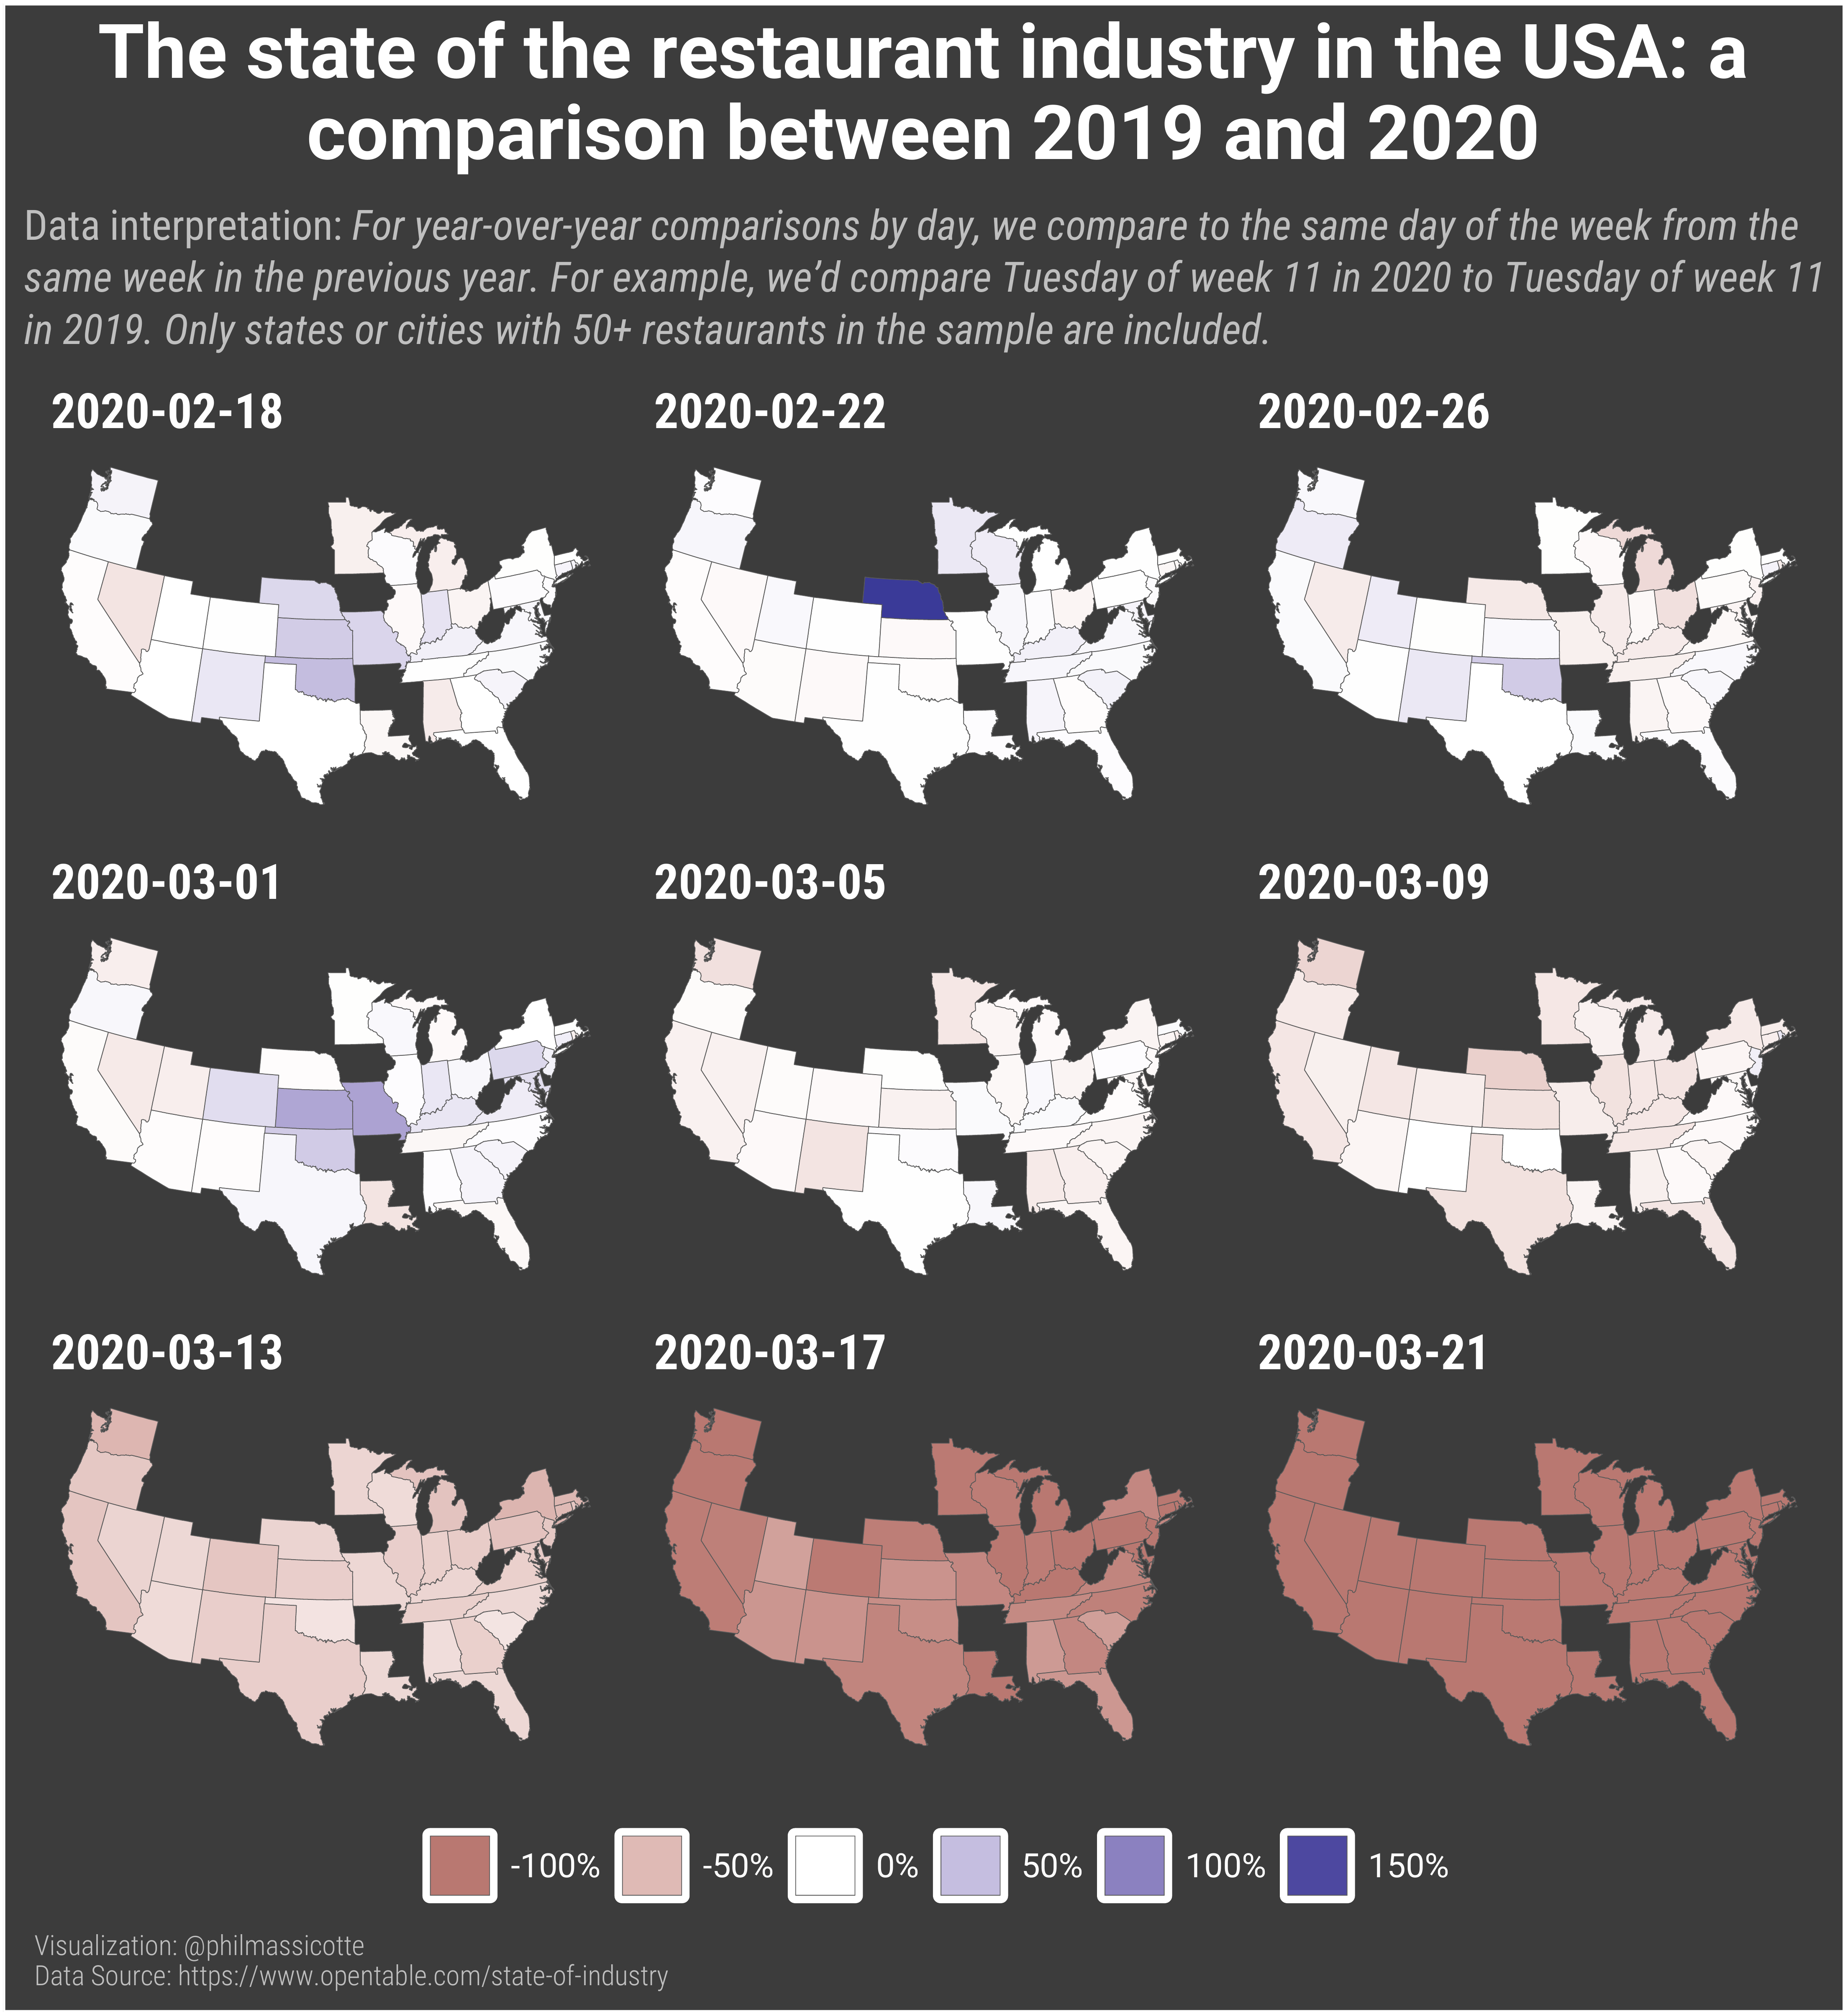 The state of the restaurant industry in the USA: a
comparison between 2019 and 2020
Data interpretation: For year-over-year comparisons by day, we compare to the same day of the week from the
same week in the previous year. For example, we’d compare Tuesday of week 11 in 2020 to Tuesday of week 11
in 2019. Only states or cities with 50+ restaurants in the sample are included.
2020-02-18 2020-02-22 2020-02-26
2020-03-01 2020-03-05 2020-03-09
2020-03-13 2020-03-17 2020-03-21
-100% -50% 0% 50% 100% 150%
Visualization: @philmassicotte
Data Source: https://www.opentable.com/state-of-industry